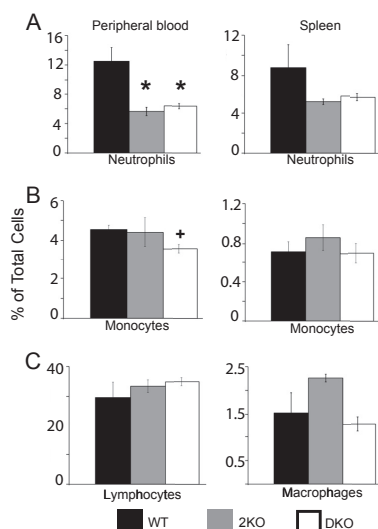 A
Peripheral blood
Spleen
16
12
8
4
0
* *
Neutrophils
16
12
8
4
0
Neutrophils
B
% of Total Cells
6
4
2
0
+
Monocytes
1.2
0.8
0.4
0
Monocytes
C
40
20
0
Lymphocytes
2.5
1.5
0.5
Macrophages
WT
2KO
DKO